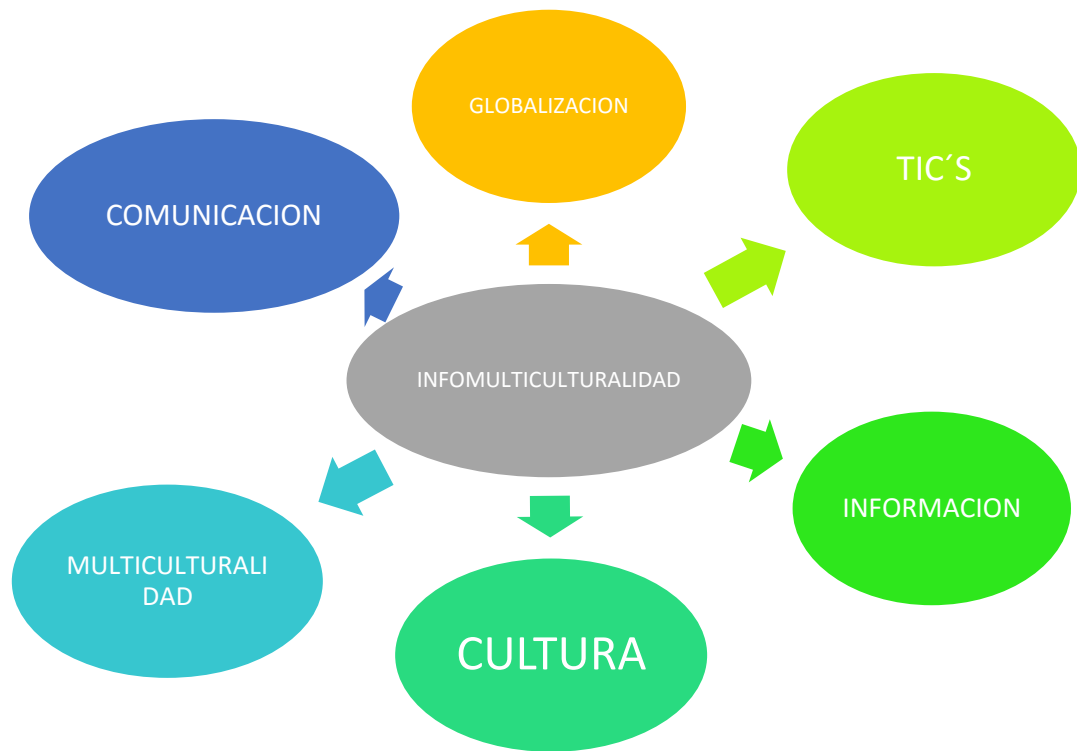 GLOBALIZACION
TIC´S
COMUNICACION
INFOMULTICULTURALIDAD
INFORMACION
MULTICULTURALI
DAD
CULTURA